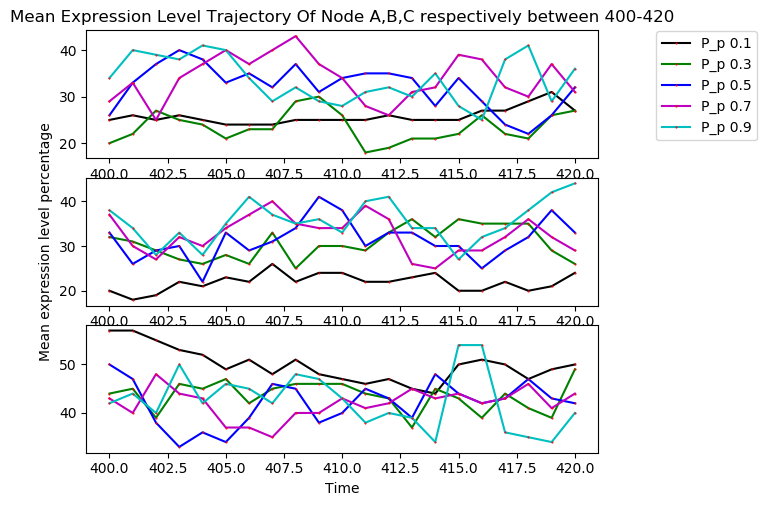 Mean Expression Level Trajectory Of Node A,B,C respectively between 400-420
P_p 0.1
P_p 0.3
P_p 0.5
P_p 0.7
P_p 0.9
Mean expression level percentage
40
30
20
400.0 402.5 405.0 407.5 410.0 412.5 415.0 417.5 420.0
40
30
20
400.0 402.5 405.0 407.5 410.0 412.5 415.0 417.5 420.0
50
40
400.0 402.5 405.0 407.5 410.0 412.5 415.0 417.5 420.0
Time